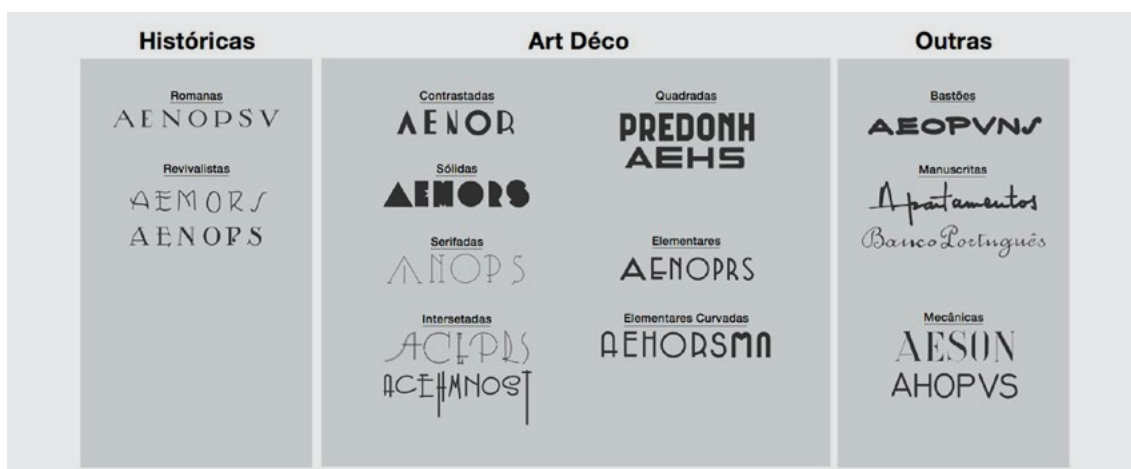 Históricas
Romanas
AENOPSV
Revivalistas
AEMORS
AENOPS
Art Déco
Contrastadas
AENOR
Sólidas
AEMORS
Serifadas
ANOPS
Intersetadas
ACEPRS
ACEHMNOST
Quadradas
PREDONH
AEHS
Elementares
AENOPRS
Elementares Curvadas
AEHORSMN
Outras
Bastões
AEOPVNS
Manuscritas
Apartamentos
Banco Português
Mecânicas
AESON
AHOPVS